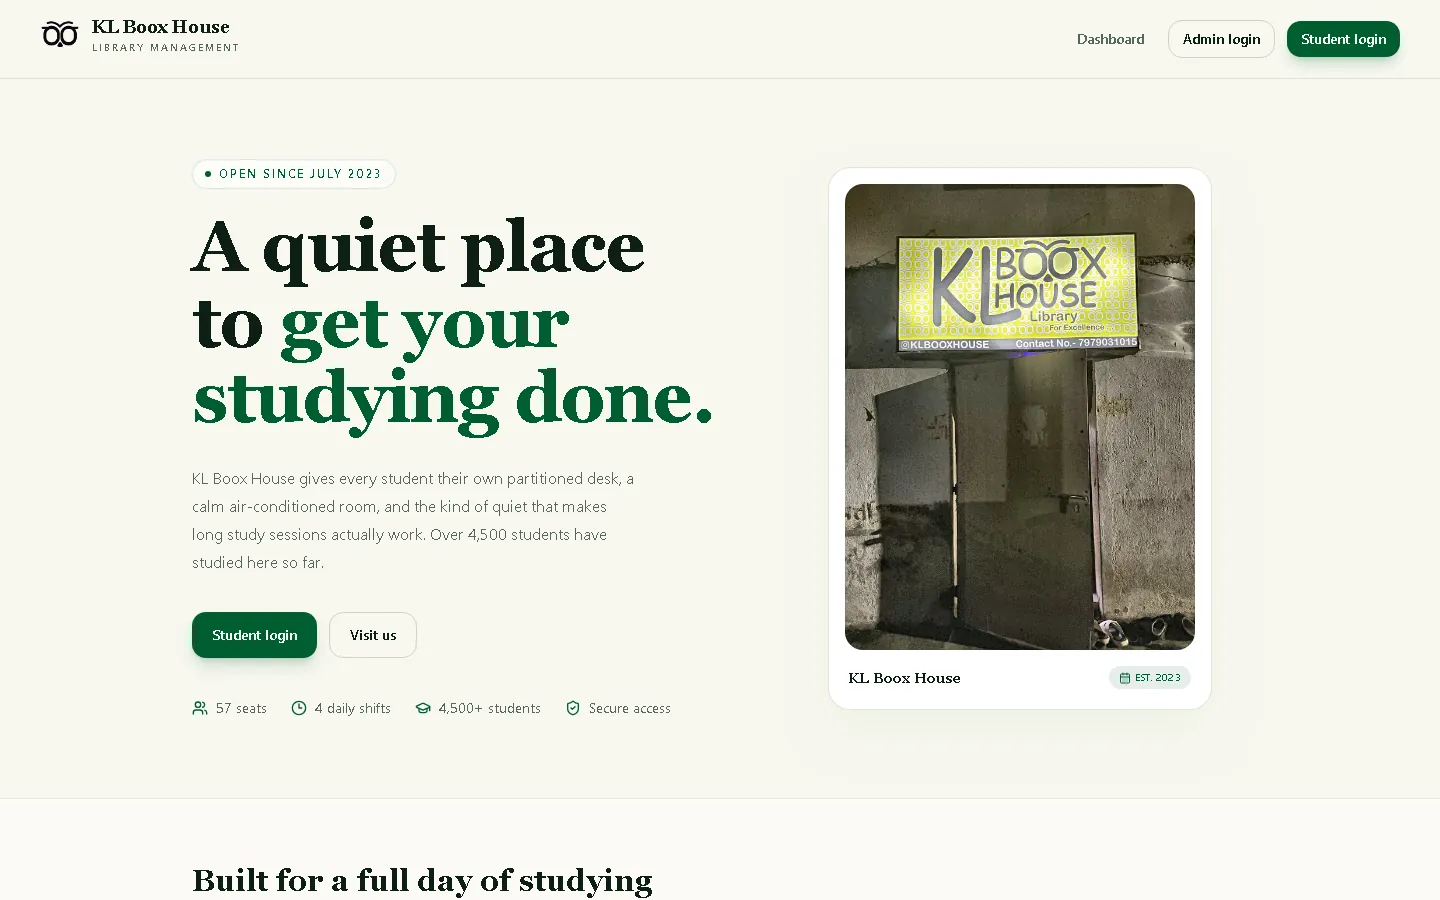 KL Boox House
LIBRARY MANAGEMENT
Dashboard
Admin login
Student login
OPEN SINCE JULY 2023
A quiet place
to get your
studying done.
KL Boox House gives every student their own partitioned desk, a
calm air-conditioned room, and the kind of quiet that makes
long study sessions actually work. Over 4,500 students have
studied here so far.
Student login
Visit us
57 seats
4 daily shifts
4,500+ students
Secure access
KL BOOX
HOUSE
Library
For Excellence ...
@KLBOOXHOUSE Contact No.- 7979031015
KL Boox House
EST. 2023
Built for a full day of studying